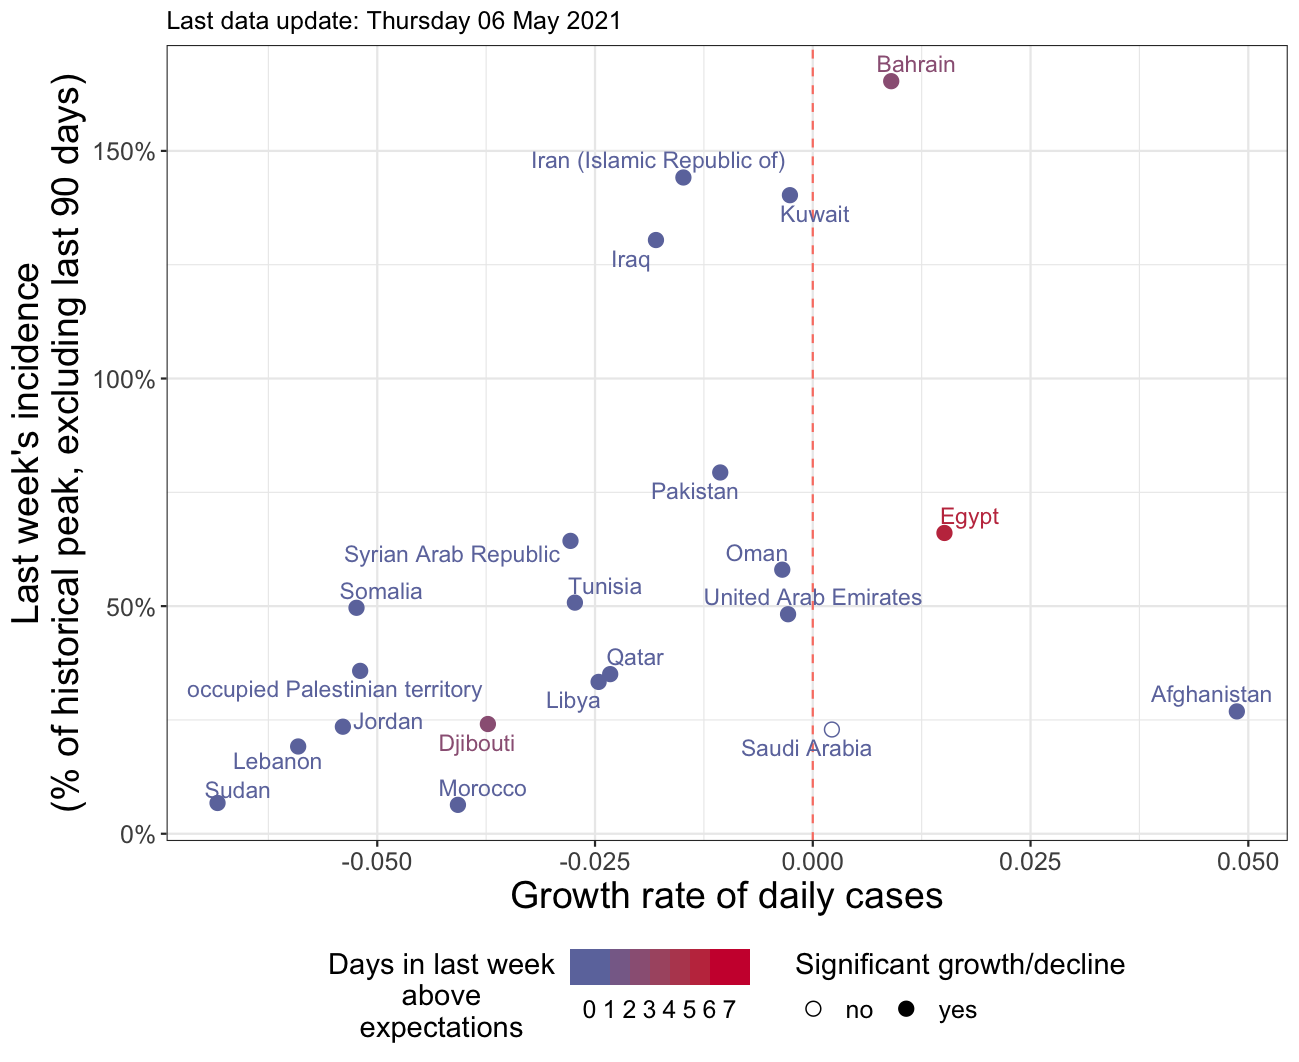 Last data update: Thursday 06 May 2021
Last week's incidence
(% of historical peak, excluding last 90 days)
150%
100%
50%
0%
Bahrain
Iran (Islamic Republic of)
Kuwait
Iraq
Pakistan
Egypt
Syrian Arab Republic
Oman
Somalia
Tunisia
United Arab Emirates
Qatar
occupied Palestinian territory
Libya
Afghanistan
Jordan
Djibouti
Saudi Arabia
Lebanon
Sudan
Morocco
-0.050
-0.025
0.000
0.025
0.050
Growth rate of daily cases
Days in last week
above
expectations
0 1 2 3 4 5 6 7
Significant growth/decline
no
yes